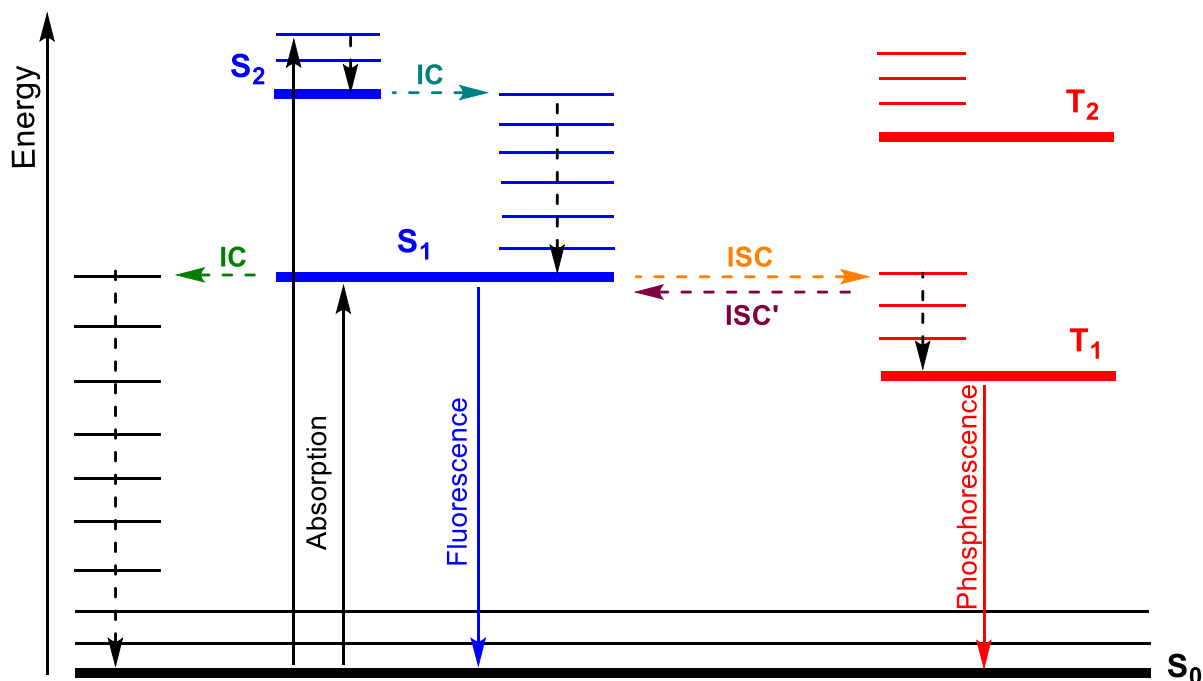 Energy
S2
IC
T2
S1
IC
ISC
ISC'
T1
Absorption
Fluorescence
Phosphorescence
S0